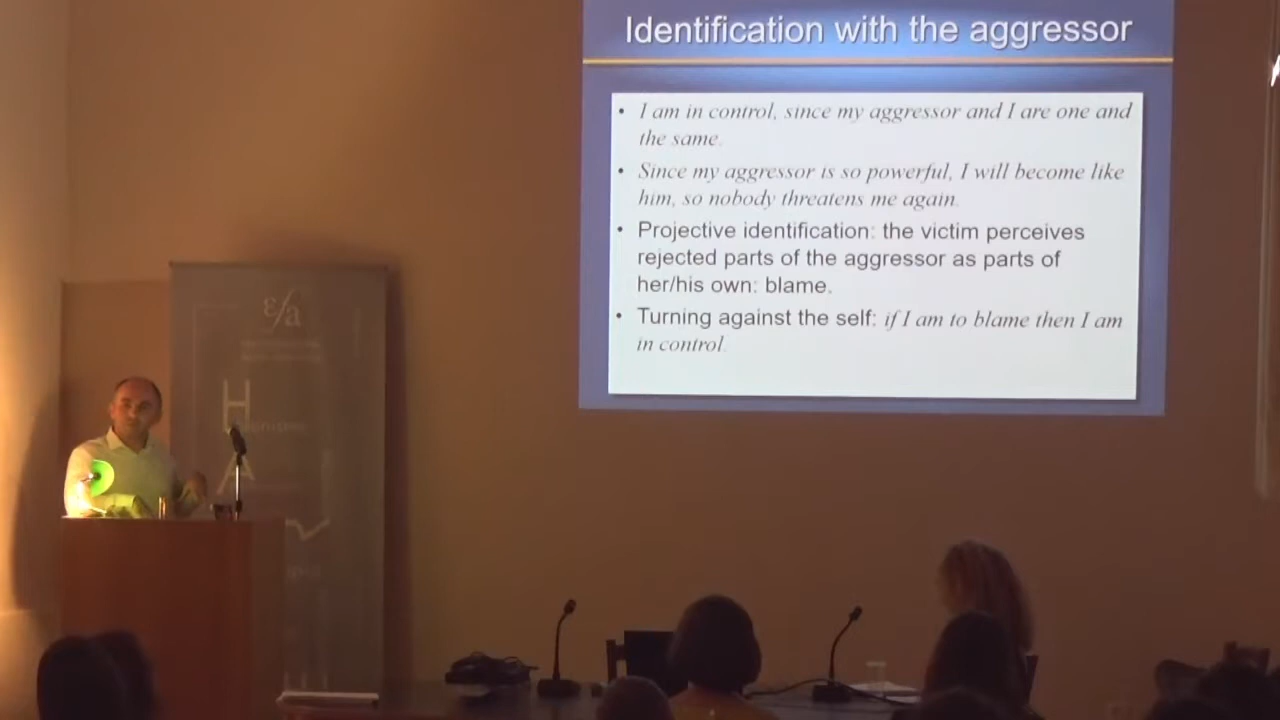 Identification with the aggressor
• I am in control, since my aggressor and I are one and
the same.
• Since my aggressor is so powerful, I will become like
him, so nobody threatens me again.
• Projective identification: the victim perceives
rejected parts of the aggressor as parts of
her/his own: blame.
• Turning against the self: if I am to blame then I am
in control.
ε/a
H
A